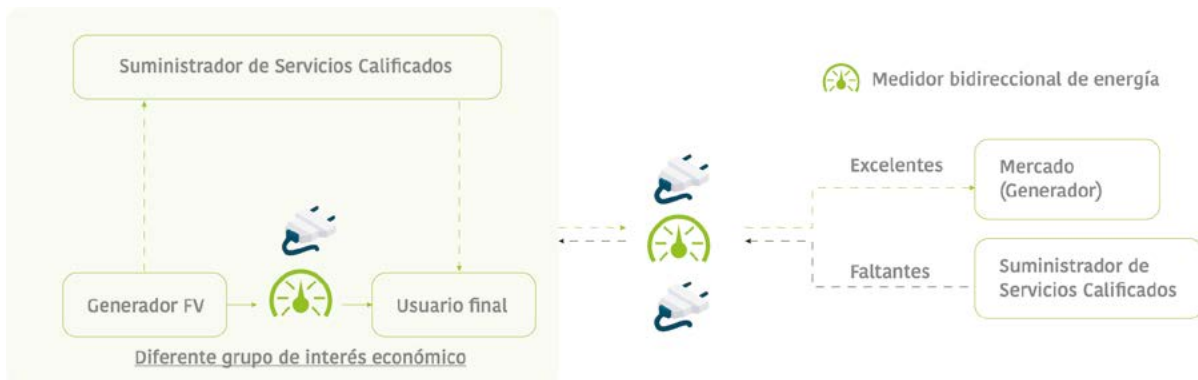 Suministrador de Servicios Calificados
Generador FV
Usuario final
Diferente grupo de interés económico
Medidor bidireccional de energía
Excelentes
Mercado
(Generador)
Faltantes
Suministrador de
Servicios Calificados